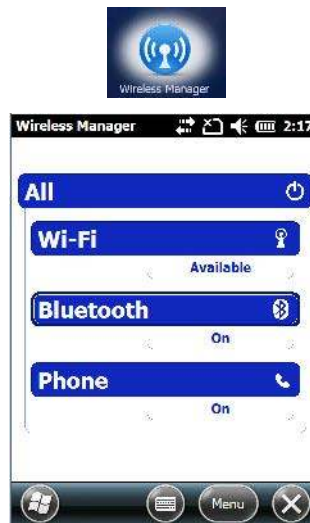 Wireless Manager
Wireless Manager 2:17
All
Wi-Fi
Available
Bluetooth
On
Phone
On
Menu